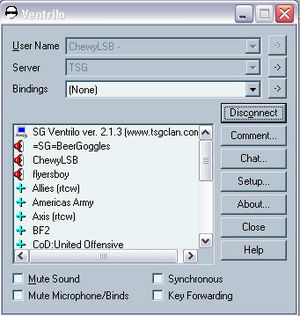 Ventrilo
User Name
ChewyLSB -
->
Server
TSG
->
Bindings
(None)
->
Disconnect
SG Ventrilo ver. 2.1.3 (www.tsgclan.com
=SG=BeerGoggles
ChewyLSB
flyersboy
Allies (rtcw)
Americas Army
Axis (rtcw)
BF2
CoD:United Offensive
Comment...
Chat...
Setup...
About...
Close
Help
Mute Sound
Synchronous
Mute Microphone/Binds
Key Forwarding